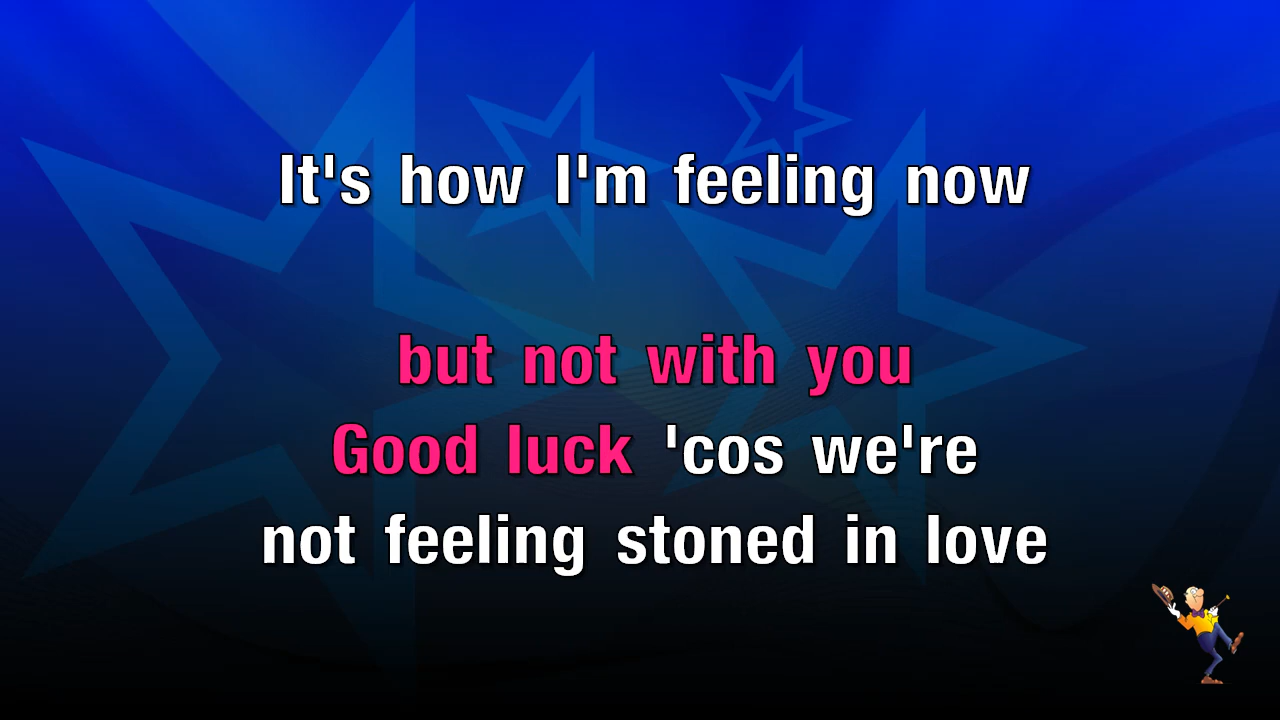 It's how I'm feeling now
but not with you
Good luck 'cos we're
not feeling stoned in love